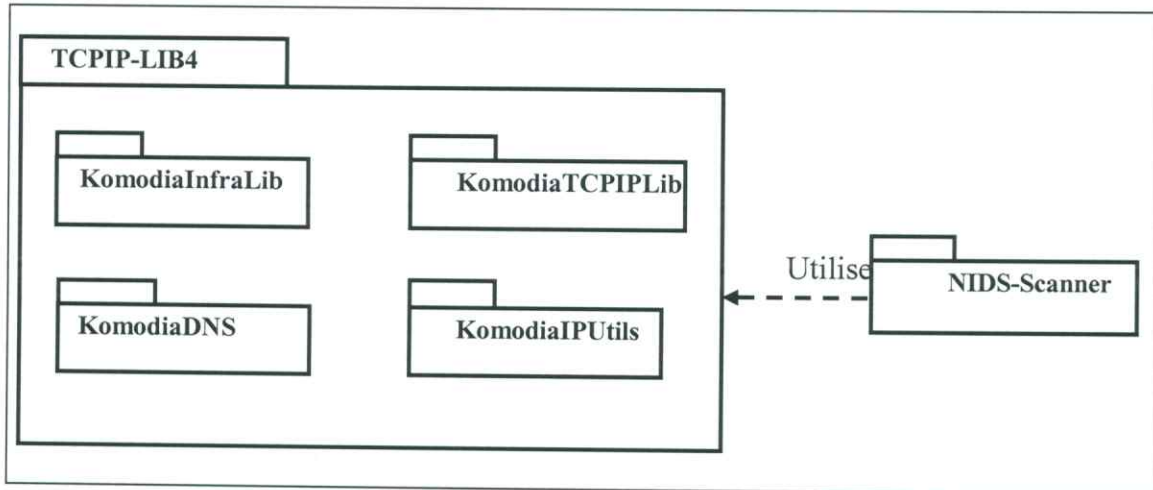 TCPIP-LIB4
KomodiaInfraLib
KomodiaTCPIPLib
Utilise
NIDS-Scanner
KomodiaDNS
KomodiaIPUtils